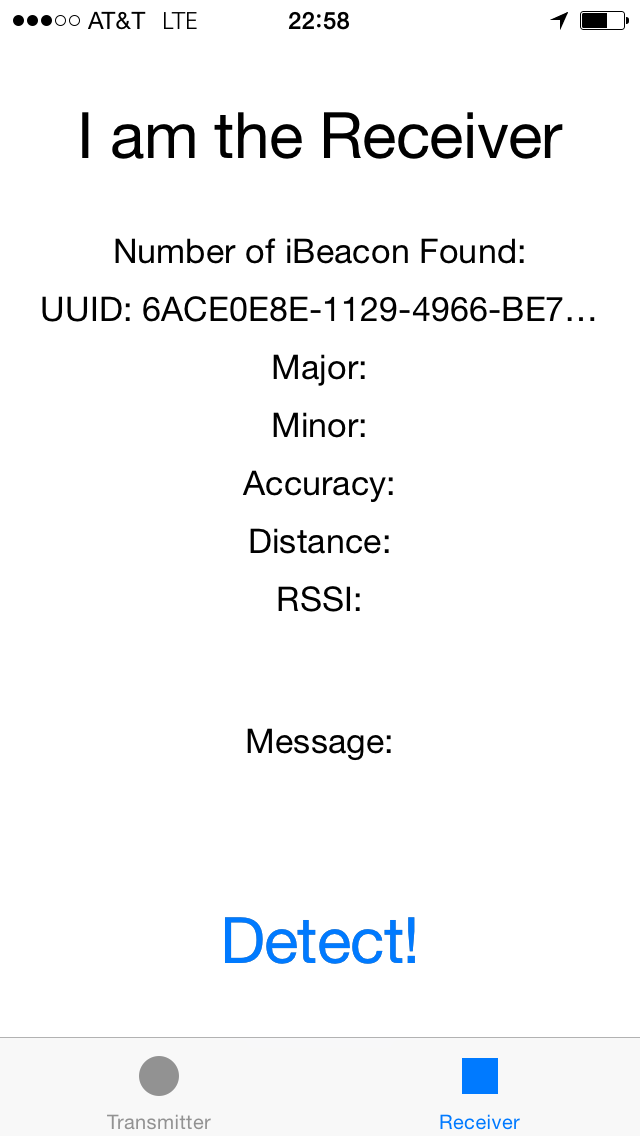 AT&T LTE 22:58
I am the Receiver
Number of iBeacon Found:
UUID: 6ACE0E8E-1129-4966-BE7…
Major:
Minor:
Accuracy:
Distance:
RSSI:
Message:
Detect!
Transmitter Receiver